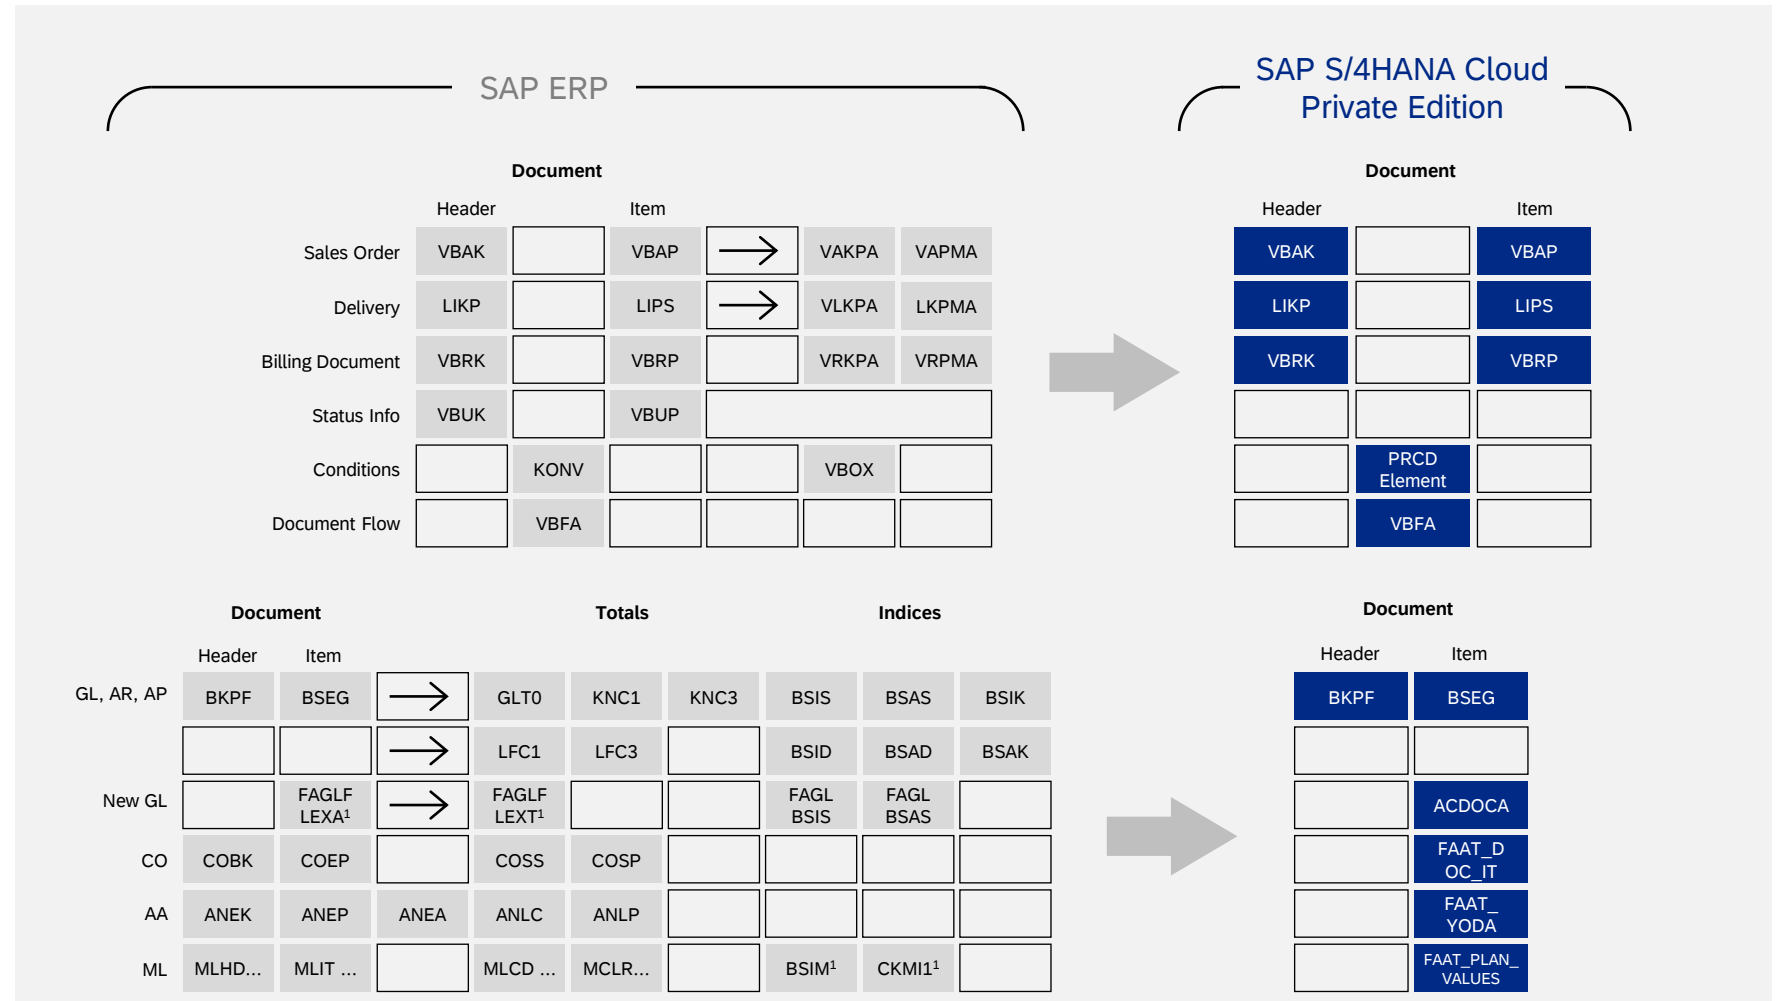 SAP ERP
SAP S/4HANA Cloud
Private Edition
Document
Document
Header Item
Header Item
Sales Order VBAK VBAP → VAKPA VAPMA VBAK VBAP
Delivery LIKP LIPS → VLKPA LKPMA LIKP LIPS
Billing Document VBRK VBRP VRKPA VRPMA VBRK VBRP
Status Info VBUK VBUP
Conditions KONV VBOX PRCD
Element
Document Flow VBFA VBFA
Document Totals Indices
Document
Header Item
Header Item
GL, AR, AP BKPF BSEG → GLT0 KNC1 KNC3 BSIS BSAS BSIK BKPF BSEG
→ LFC1 LFC3 BSID BSAD BSAK
New GL FAGLF → FAGLF FAGL FAGL ACDOCA
LEXA¹ LEXT¹ BSIS BSAS
CO COBK COEP COSS COSP FAAT_D
OC_IT
AA ANEK ANEP ANEA ANLC ANLP FAAT_
YODA
ML MLHD... MLIT ... MLCD ... MCLR... BSIM¹ CKMI1¹ FAAT_PLAN_
VALUES